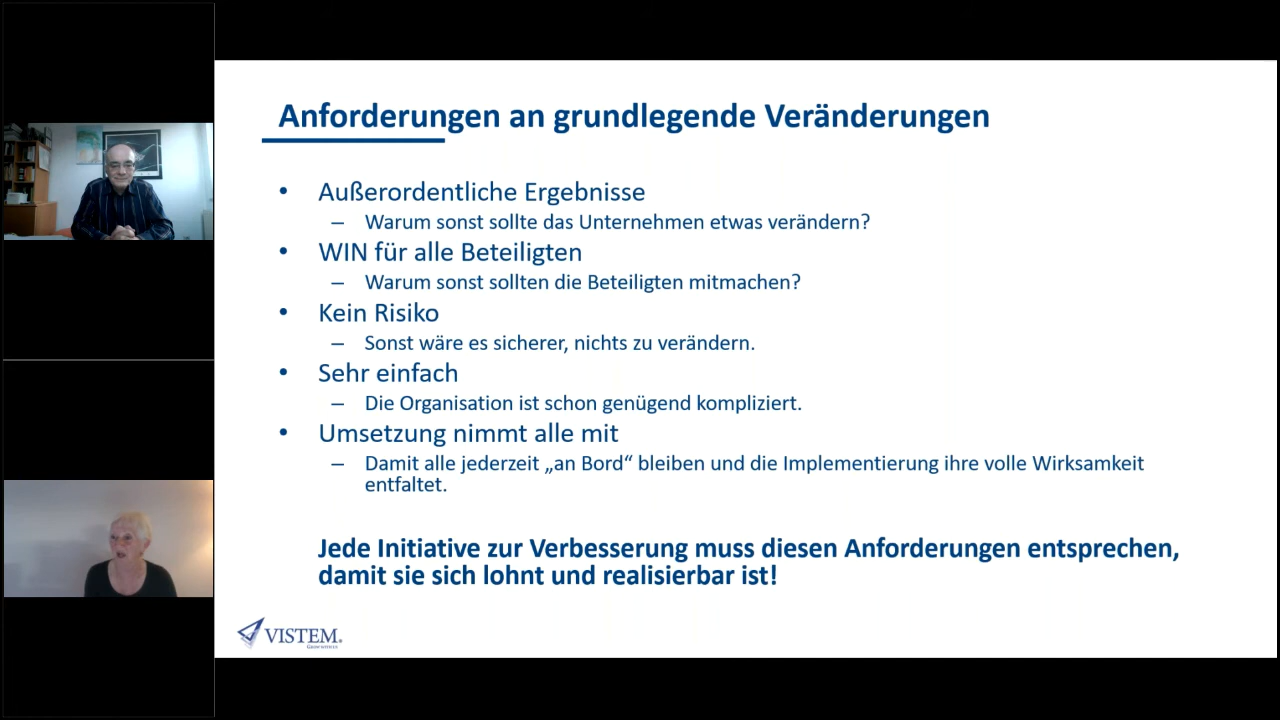 Anforderungen an grundlegende Veränderungen
• Außerordentliche Ergebnisse
– Warum sonst sollte das Unternehmen etwas verändern?
• WIN für alle Beteiligten
– Warum sonst sollten die Beteiligten mitmachen?
• Kein Risiko
– Sonst wäre es sicherer, nichts zu verändern.
• Sehr einfach
– Die Organisation ist schon genügend kompliziert.
• Umsetzung nimmt alle mit
– Damit alle jederzeit „an Bord“ bleiben und die Implementierung ihre volle Wirksamkeit
entfaltet.
Jede Initiative zur Verbesserung muss diesen Anforderungen entsprechen,
damit sie sich lohnt und realisierbar ist!
VISTEM®